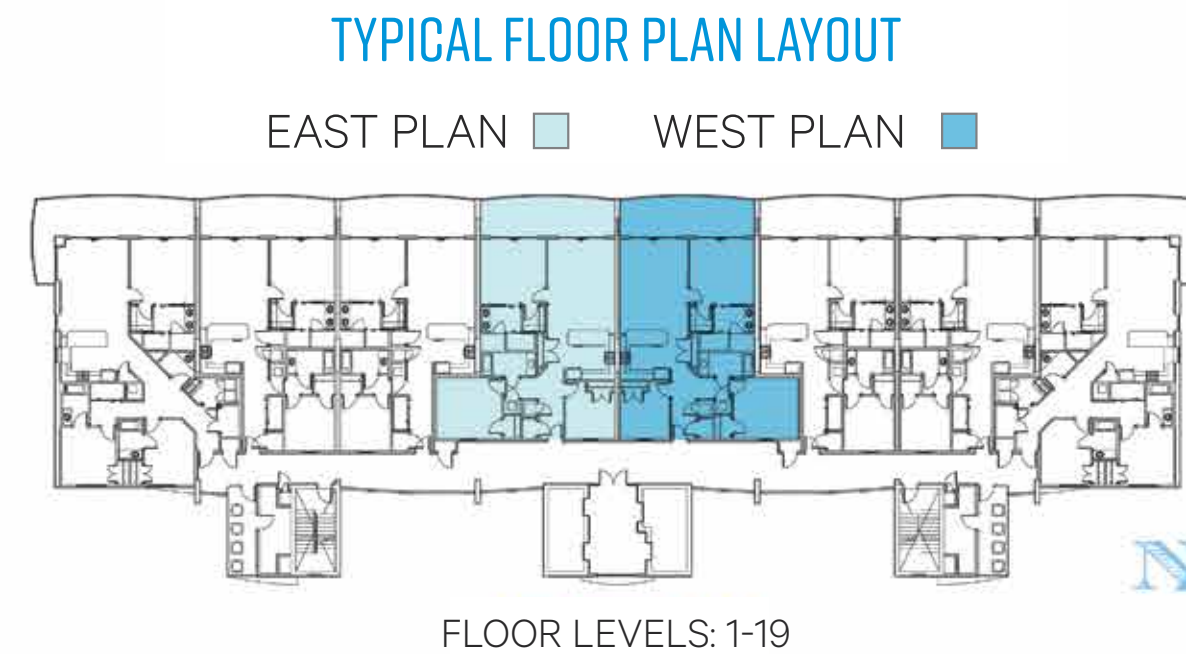 TYPICAL FLOOR PLAN LAYOUT
EAST PLAN WEST PLAN
N
FLOOR LEVELS: 1-19